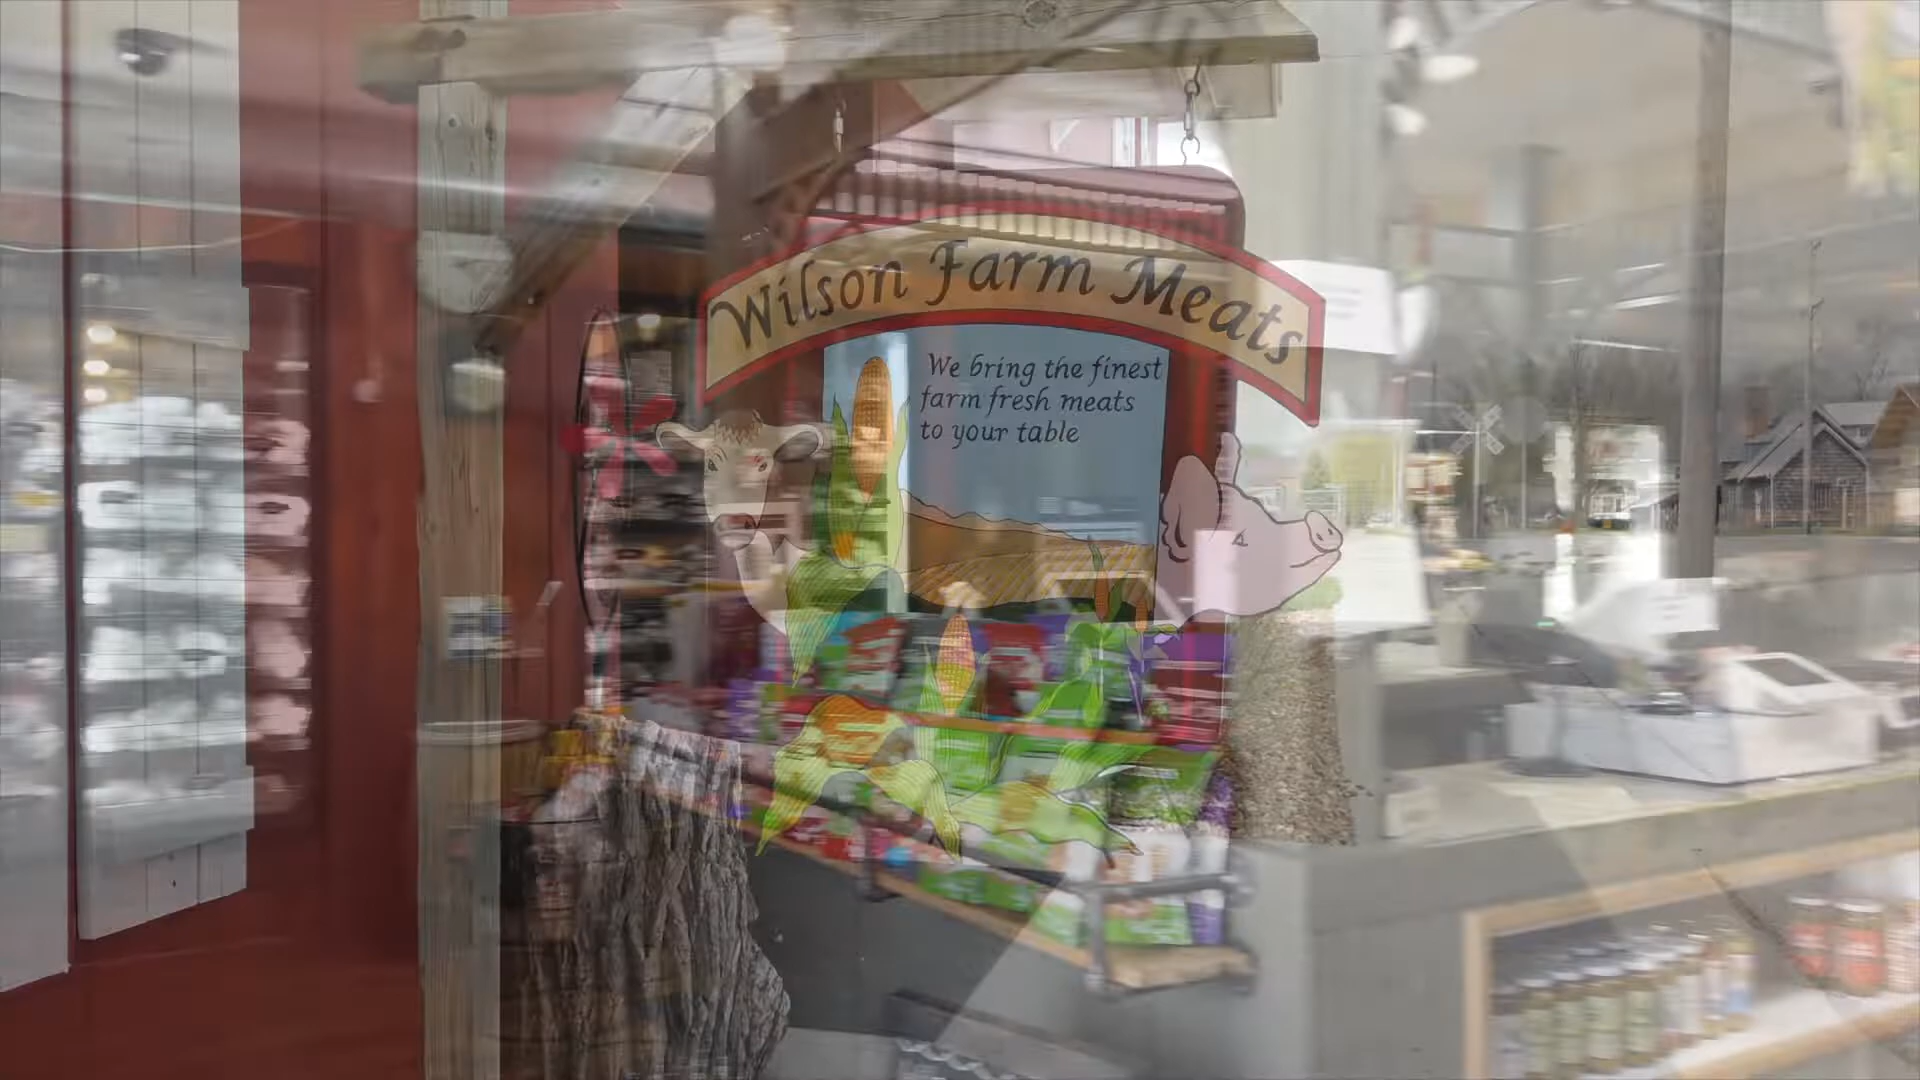 Wilson Farm Meats
We bring the finest
farm fresh meats
to your table